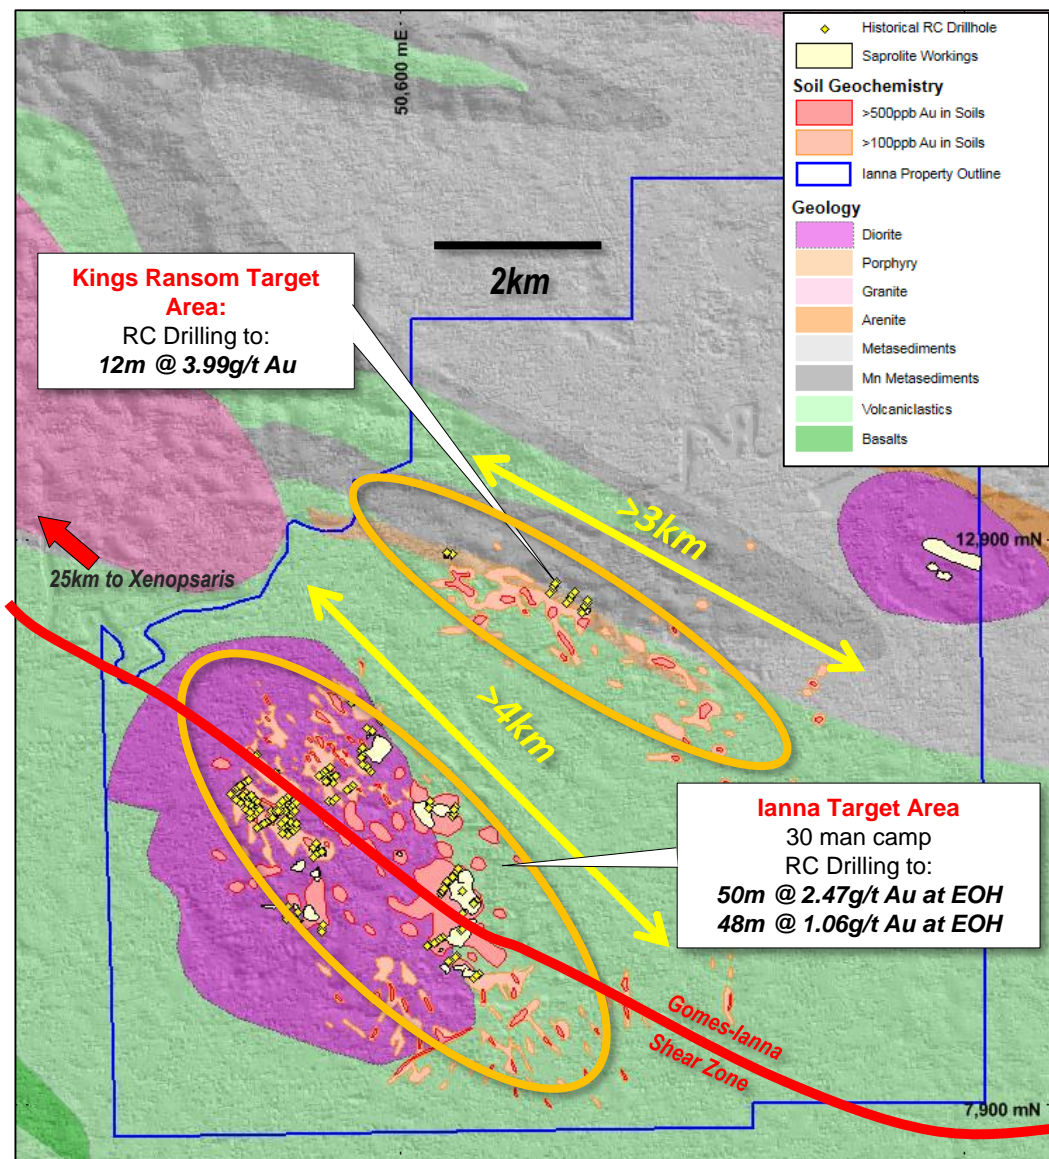 50,600 mE
Historical RC Drillhole
Saprolite Workings
Soil Geochemistry
>500ppb Au in Soils
>100ppb Au in Soils
Ianna Property Outline
Geology
Diorite
Porphyry
Granite
Arenite
Metasediments
Mn Metasediments
Volcaniclastics
Basalts
2km
Kings Ransom Target
Area:
RC Drilling to:
12m @ 3.99g/t Au
>3km
12,900 mN
25km to Xenopsaris
>4km
Ianna Target Area
30 man camp
RC Drilling to:
50m @ 2.47g/t Au at EOH
48m @ 1.06g/t Au at EOH
Gomes-Ianna
Shear Zone
7,900 mN